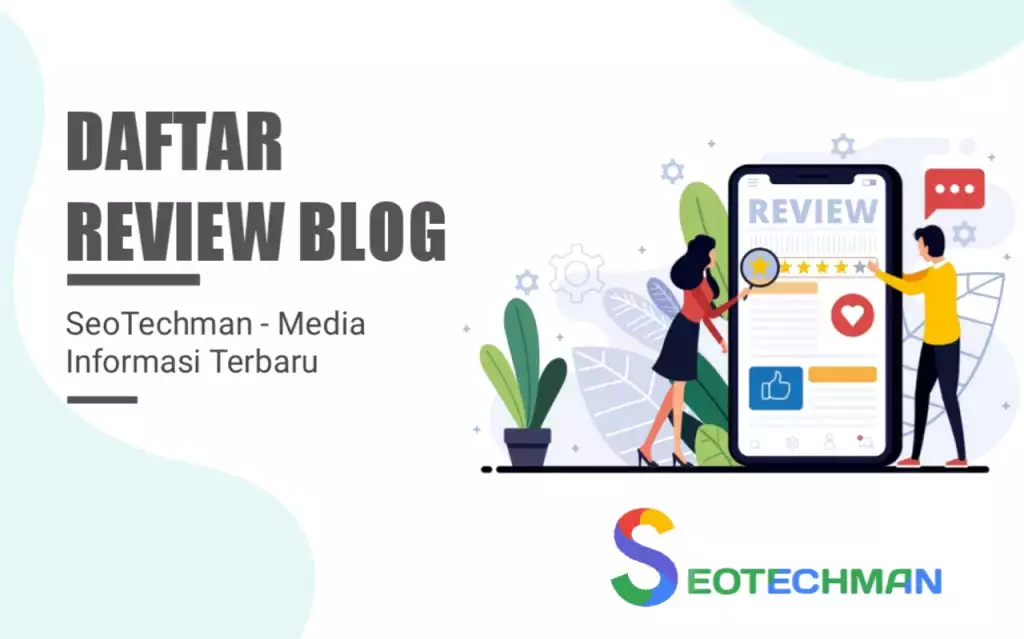 DAFTAR
REVIEW BLOG
SeoTechman - Media
Informasi Terbaru
REVIEW
SEOTECHMAN